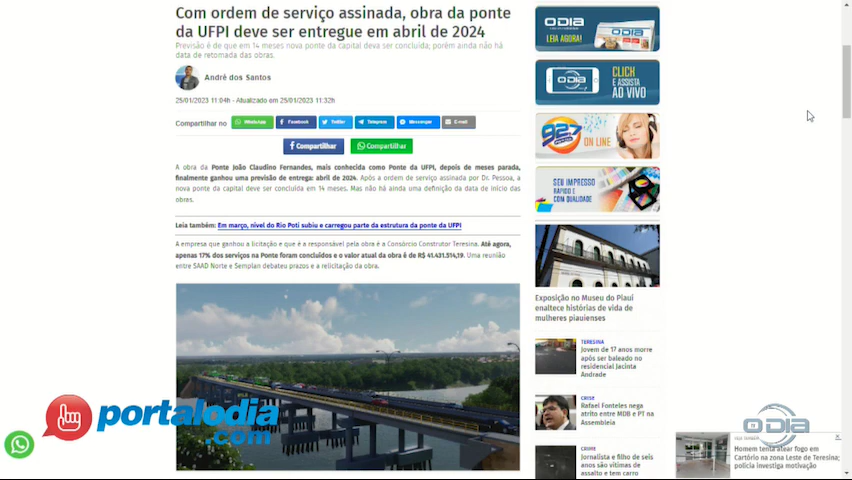 Com ordem de serviço assinada, obra da ponte
da UFPI deve ser entregue em abril de 2024
Previsão é de que em 14 meses nova ponte da capital deva ser concluída; porém ainda não há
data de retomada das obras.
André dos Santos
25/01/2023 11:04h - Atualizado em 25/01/2023 11:32h
Compartilhar no
WhatsApp
Facebook
Twitter
Telegram
Messenger
E-mail
Compartilhar
Compartilhar
A obra da Ponte João Claudino Fernandes, mais conhecida como Ponte da UFPI, depois de meses parada,
finalmente ganhou uma previsão de entrega: abril de 2024. Após a ordem de serviço assinada por Dr. Pessoa, a
nova ponte da capital deve ser concluída em 14 meses. Mas não há ainda uma definição da data de início das
obras.
Leia também: Em março, nível do Rio Poti subiu e carregou parte da estrutura da ponte da UFPI
A empresa que ganhou a licitação e que é a responsável pela obra é a Consórcio Construtor Teresina. Até agora,
apenas 17% dos serviços na Ponte foram concluídos e o valor atual da obra é de R$ 41.431.514,19. Uma reunião
entre SAAD Norte e Semplan debateu prazos e a relicitação da obra.
portalodia
.com
O DIA
LEIA AGORA!
O DIA
O DIA
CLICK
E ASSISTA
AO VIVO
92,7
ON LINE
SEU IMPRESSO
RÁPIDO E
COM QUALIDADE
Exposição no Museu do Piauí
enaltece histórias de vida de
mulheres piauienses
TERESINA
Jovem de 17 anos morre
após ser baleado no
residencial Jacinta
Andrade
CRISE
Rafael Fonteles nega
atrito entre MDB e PT na
Assembleia
Jornalista e filho de seis
anos são vítimas de
assalto e tem carro
O DIA
Homem tenta atear fogo em
Cartório na zona Leste de Teresina;
polícia investiga motivação